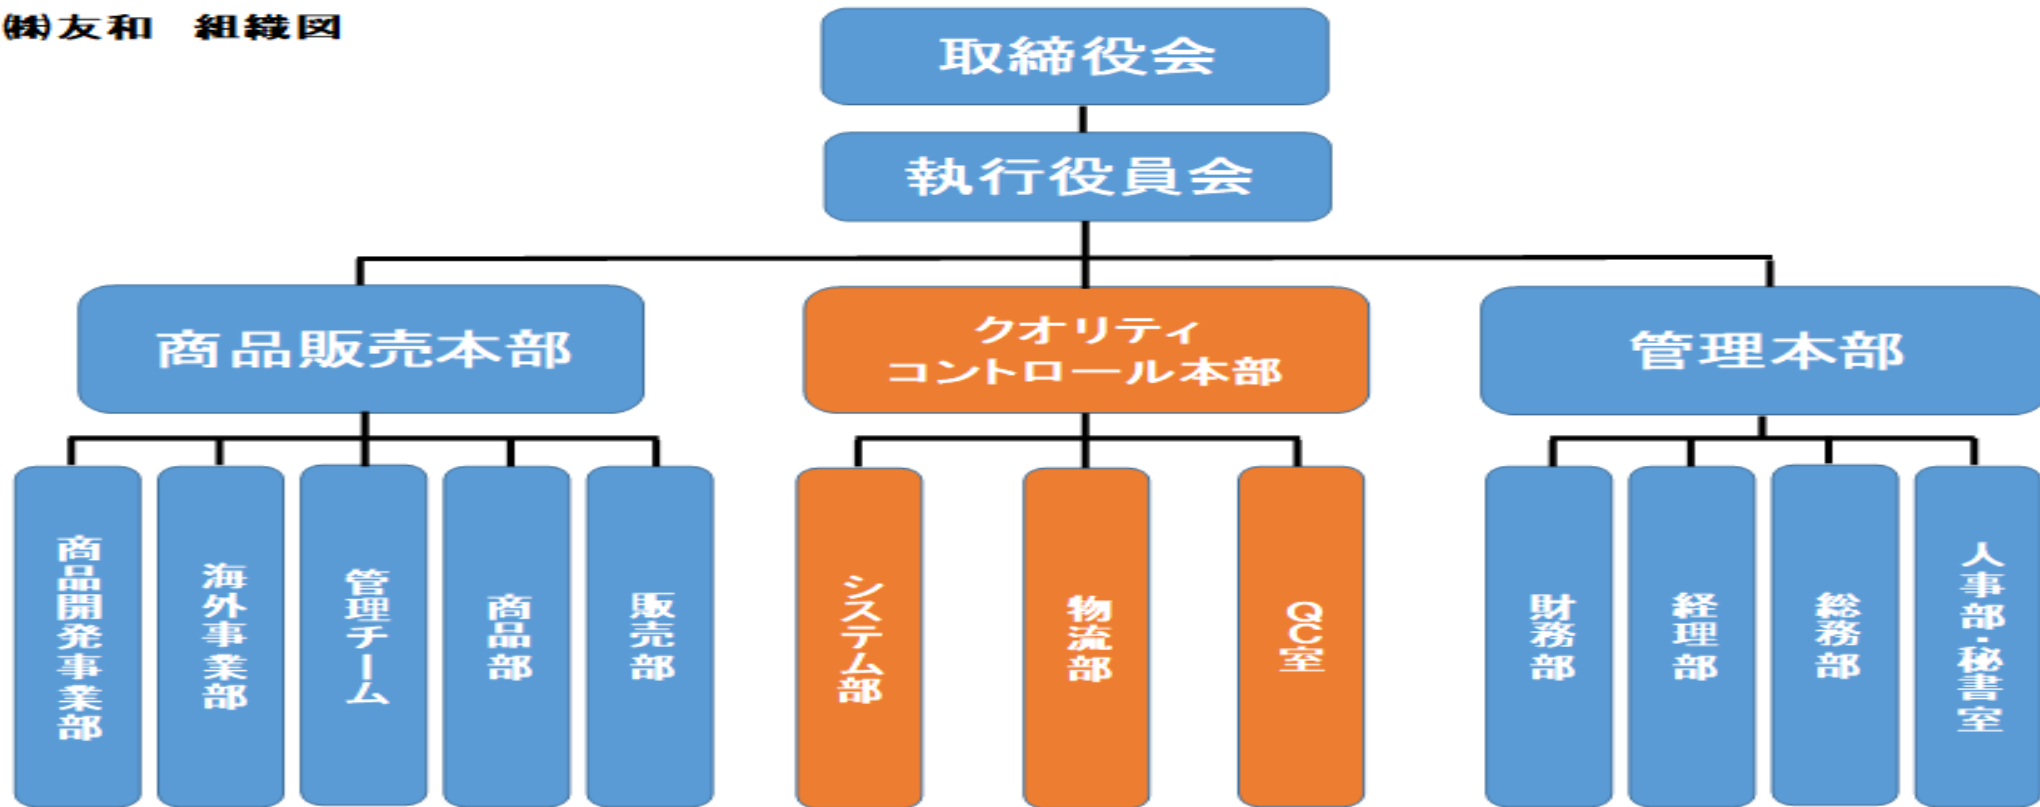 ㈱友和 組織図
取締役会
執行役員会
商品販売本部
クオリティ
コントロール本部
管理本部
商品開発事業部
海外事業部
管理チーム
商品部
販売部
システム部
物流部
QC室
財務部
経理部
総務部
人事部・秘書室